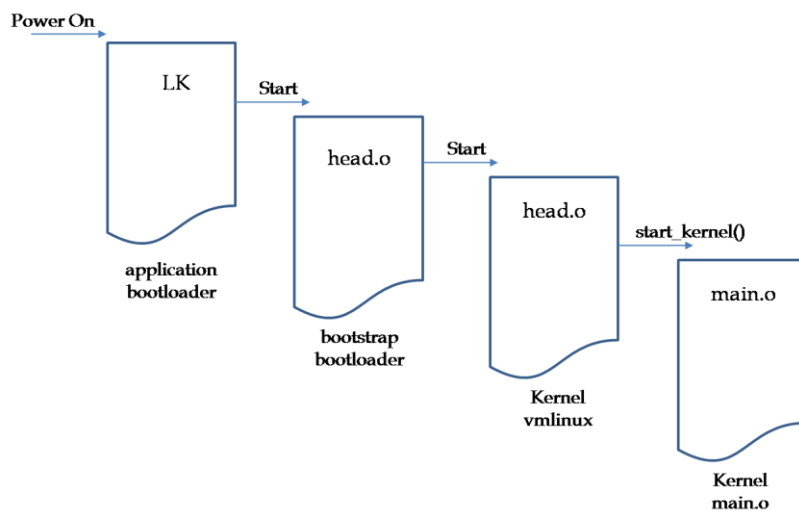 Power On
LK
Start
application
bootloader
head.o
Start
bootstrap
bootloader
head.o
start_kernel()
Kernel
vmlinux
main.o
Kernel
main.o